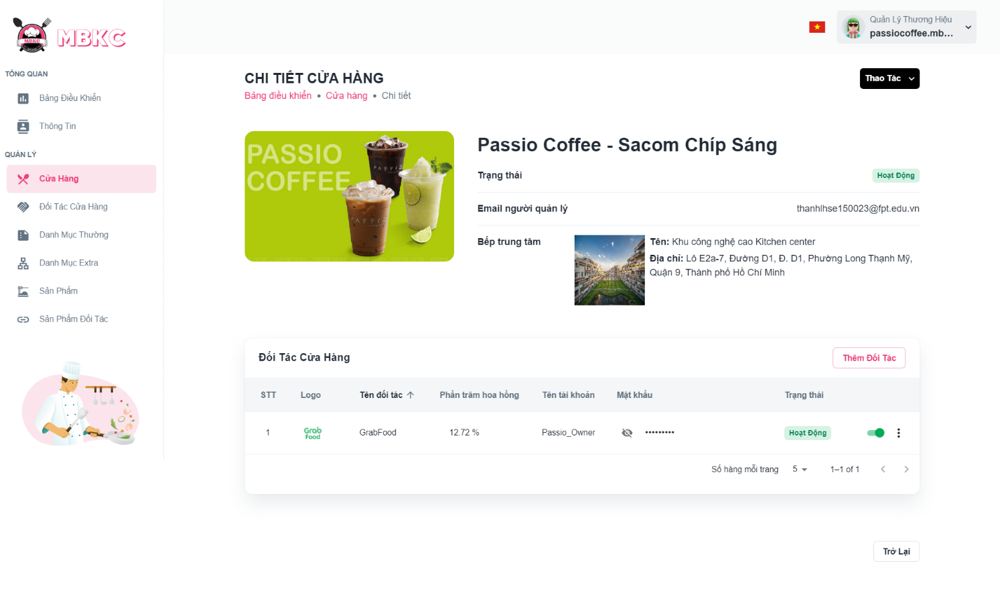 MBKC
MBKC
Quản Lý Thương Hiệu
passiocoffee.mb...
TỔNG QUAN
Bảng Điều Khiển
Thông Tin
QUẢN LÝ
Cửa Hàng
Đối Tác Cửa Hàng
Danh Mục Thường
Danh Mục Extra
Sản Phẩm
Sản Phẩm Đối Tác
CHI TIẾT CỬA HÀNG
Thao Tác
Bảng điều khiển • Cửa hàng • Chi tiết
PASSIO
COFFEE
PASSIO
PASSIO
Passio Coffee - Sacom Chíp Sáng
Trạng thái
Hoạt Động
Email người quản lý
thanhlhse150023@fpt.edu.vn
Bếp trung tâm
Tên: Khu công nghệ cao Kitchen center
Địa chỉ: Lô E2a-7, Đường D1, Đ. D1, Phường Long Thạnh Mỹ,
Quận 9, Thành phố Hồ Chí Minh
Đối Tác Cửa Hàng
Thêm Đối Tác
STT Logo Tên đối tác Phần trăm hoa hồng Tên tài khoản Mật khẩu Trạng thái
1 Grab Food GrabFood 12.72 % Passio_Owner ••••••••• Hoạt Động
Số hàng mỗi trang 5 1–1 of 1
Trở Lại